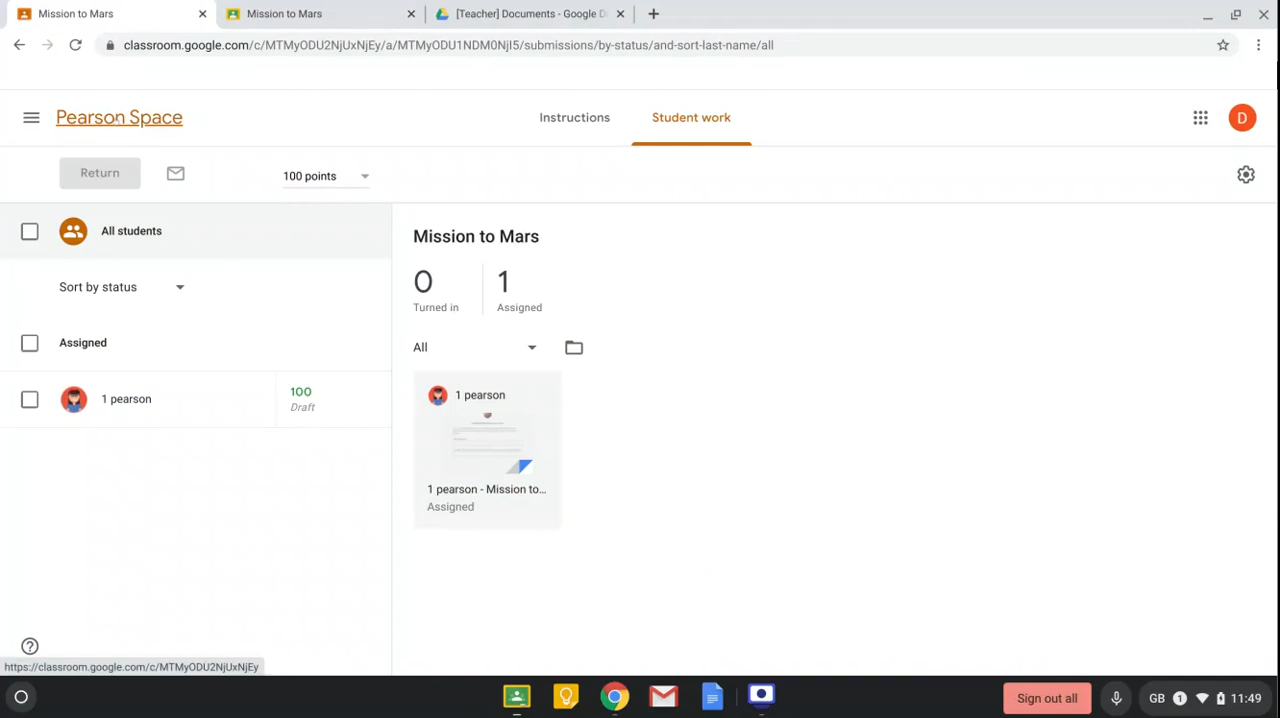 Mission to Mars
Mission to Mars
[Teacher] Documents - Google D
classroom.google.com/c/MTMyODU2NjUxNjEy/a/MTMyODU1NDM0NjI5/submissions/by-status/and-sort-last-name/all
Pearson Space
Instructions
Student work
D
Return
100 points
All students
Mission to Mars
0
1
Turned in
Assigned
Sort by status
Assigned
All
1 pearson
100
Draft
1 pearson
1 pearson - Mission to...
Assigned
https://classroom.google.com/c/MTMyODU2NjUxNjEy
Sign out all
GB
1
11:49